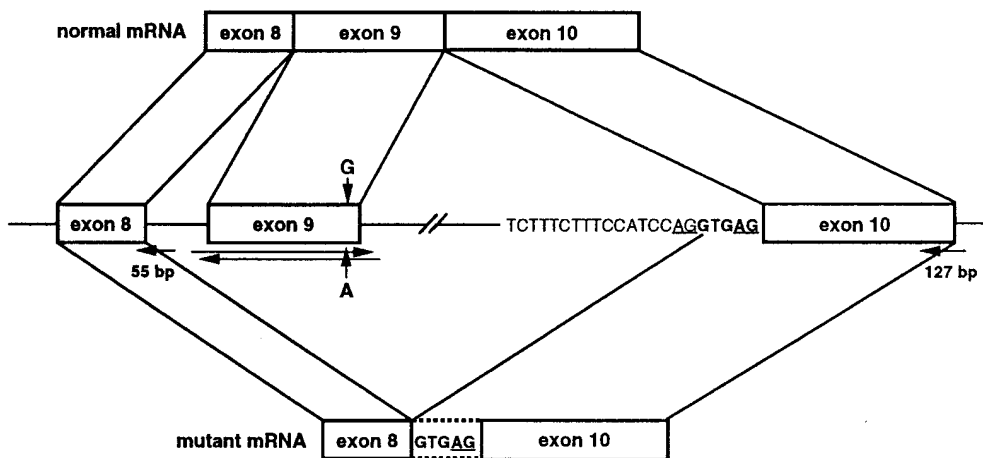 normal mRNA exon 8 exon 9 exon 10
G
exon 8 exon 9 TCTTTCTTTCCATCCAGGTGAG exon 10
55 bp 127 bp
A
mutant mRNA exon 8 GTGAG exon 10